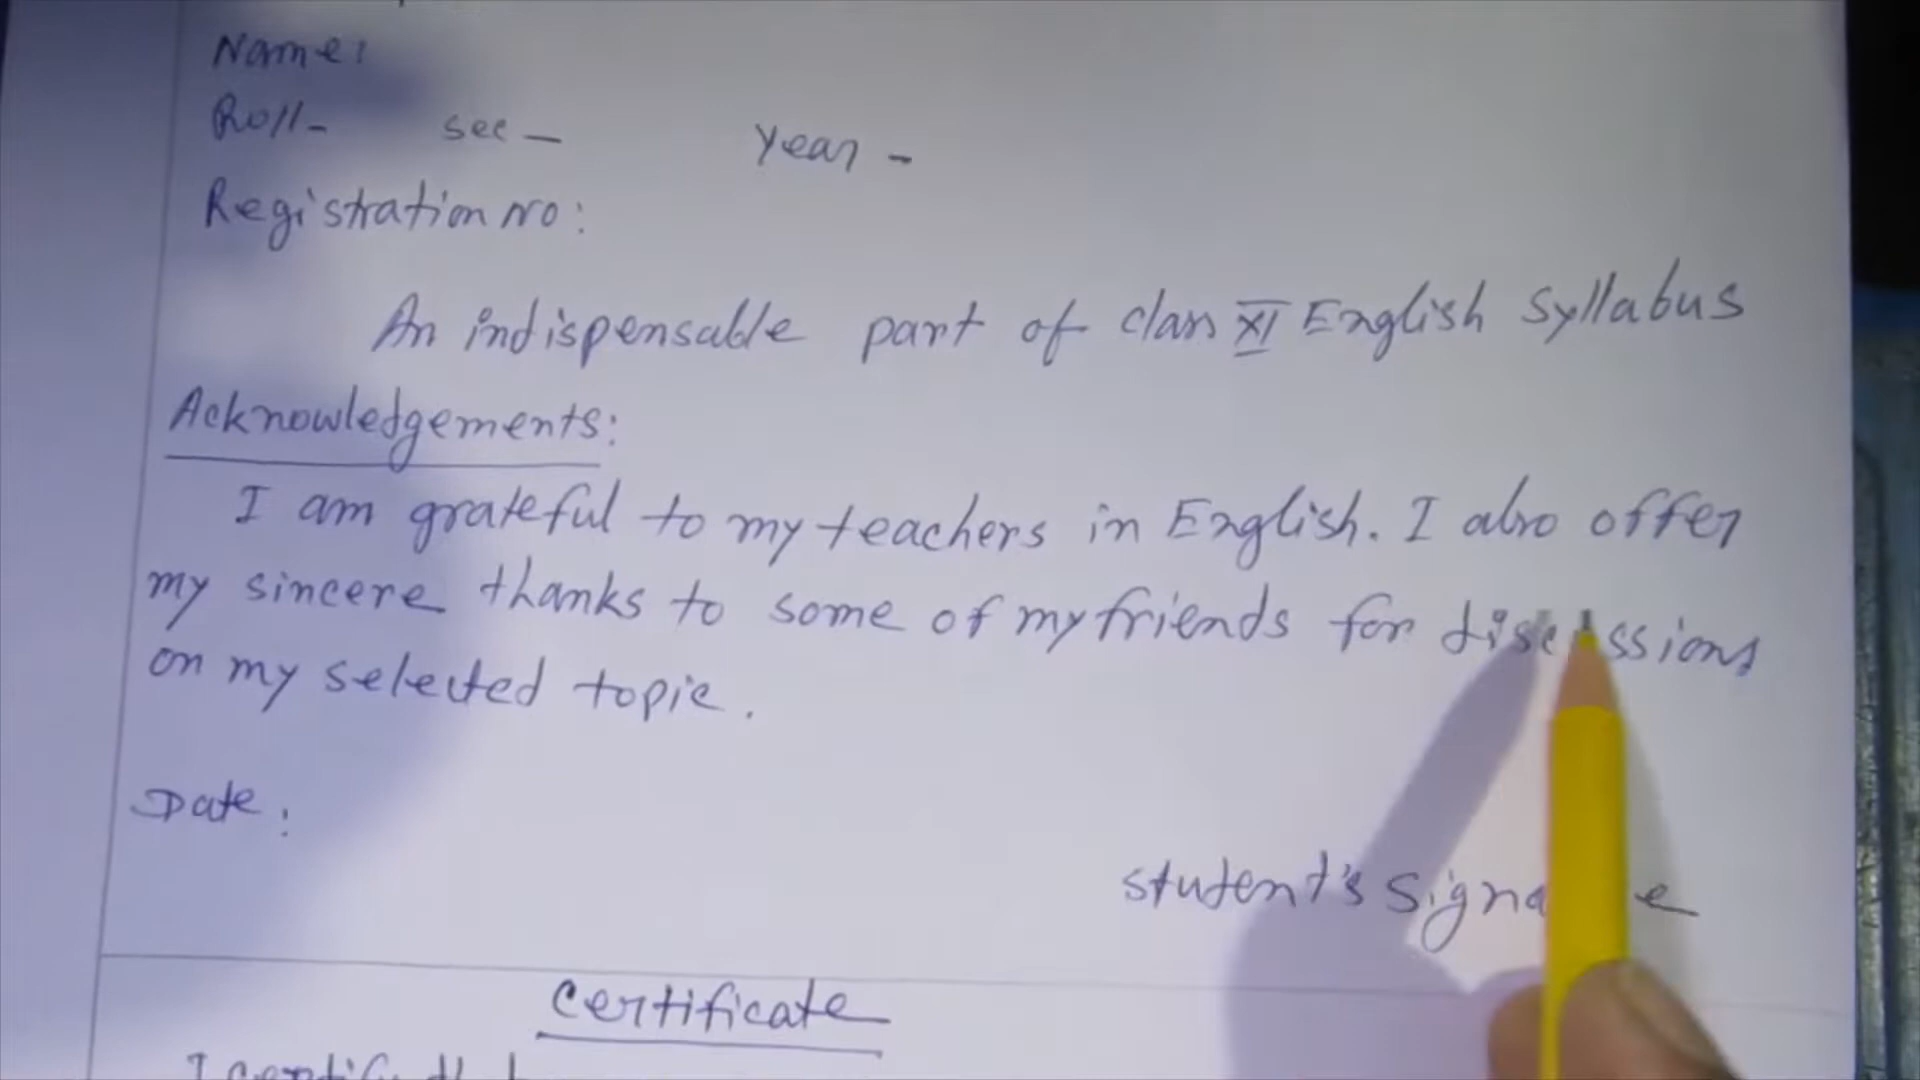 Name:
Roll- sec - Year -
Registration no:
An indispensable part of class XI English Syllabus
Acknowledgements:
I am grateful to my teachers in English. I also offer
my sincere thanks to some of my friends for discussions
on my selected topic.
Date:
Student's Signature
Certificate
I certify that